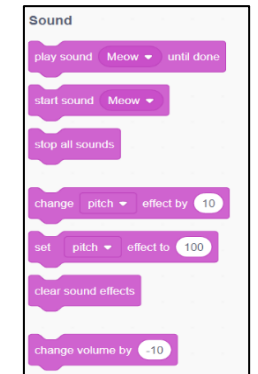 Sound
play sound Meow until done
start sound Meow
stop all sounds
change pitch effect by 10
set pitch effect to 100
clear sound effects
change volume by -10